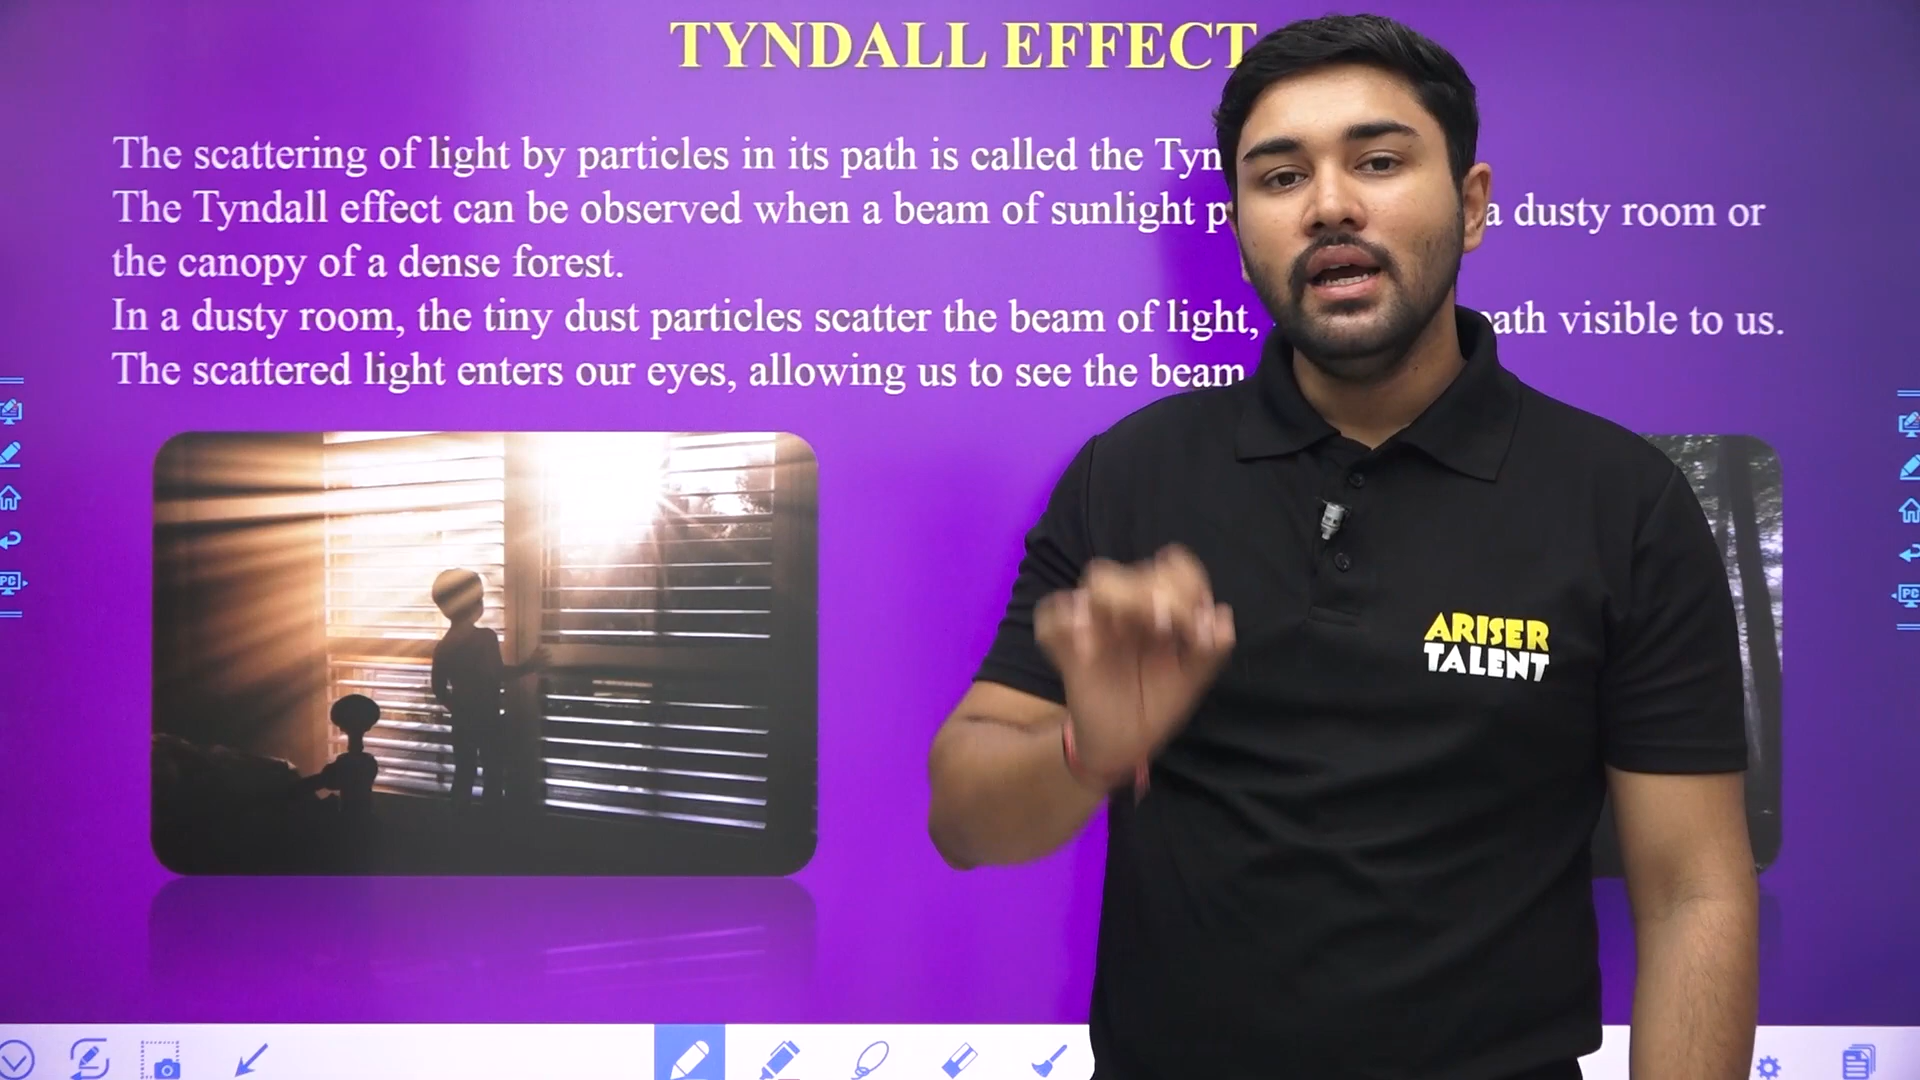 TYNDALL EFFECT
The scattering of light by particles in its path is called the Tyn
The Tyndall effect can be observed when a beam of sunlight p a dusty room or
the canopy of a dense forest.
In a dusty room, the tiny dust particles scatter the beam of light, ath visible to us.
The scattered light enters our eyes, allowing us to see the beam
PC
PC
ARISER
TALENT